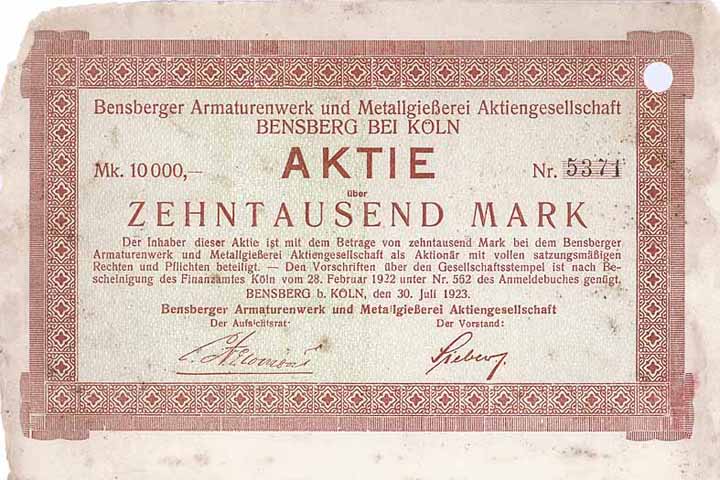 Bensberger Armaturenwerk und Metallgießerei Aktiengesellschaft
BENSBERG BEI KÖLN
Mk. 10 000,— AKTIE Nr. 5371
über
ZEHNTAUSEND MARK
Der Inhaber dieser Aktie ist mit dem Betrage von zehntausend Mark bei dem Bensberger
Armaturenwerk und Metallgießerei Aktiengesellschaft als Aktionär mit vollen satzungsmäßigen
Rechten und Pflichten beteiligt. — Den Vorschriften über den Gesellschaftsstempel ist nach Be-
scheinigung des Finanzamtes Köln vom 28. Februar 1922 unter Nr. 562 des Anmeldebuches genügt.
BENSBERG b. KÖLN, den 30. Juli 1923.
Bensberger Armaturenwerk und Metallgießerei Aktiengesellschaft
Der Aufsichtsrat: Der Vorstand: